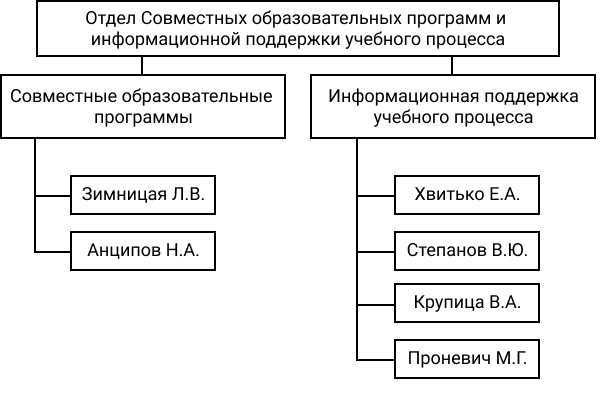 Отдел Совместных образовательных программ и
информационной поддержки учебного процесса
Совместные образовательные
программы
Зимницая Л.В.
Анципов Н.А.
Информационная поддержка
учебного процесса
Хвитько Е.А.
Степанов В.Ю.
Крупица В.А.
Проневич М.Г.